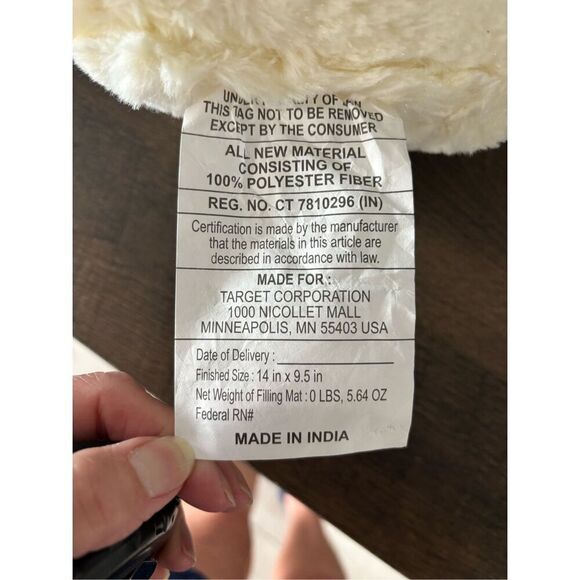 OF
THIS TAG NOT TO BE REMOVED
EXCEPT BY THE CONSUMER
ALL NEW MATERIAL
CONSISTING OF
100% POLYESTER FIBER
REG. NO. CT 7810296 (IN)
Certification is made by the manufacturer
that the materials in this article are
described in accordance with law.
MADE FOR :
TARGET CORPORATION
1000 NICOLLET MALL
MINNEAPOLIS, MN 55403 USA
Date of Delivery : ____________
Finished Size : 14 in x 9.5 in
Net Weight of Filling Mat : 0 LBS, 5.64 OZ
Federal RN#
MADE IN INDIA